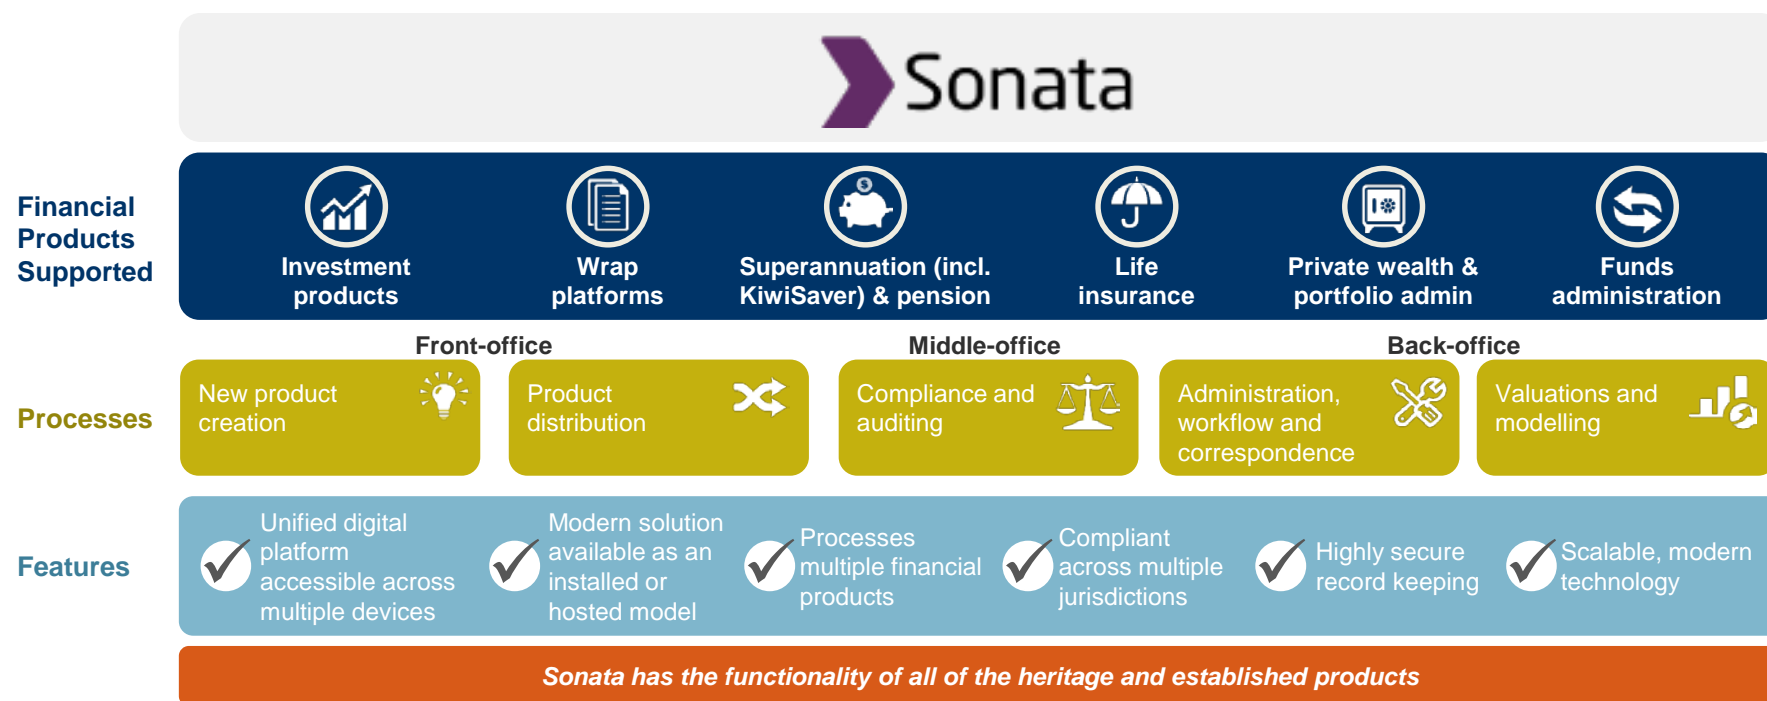 Sonata
Financial
Products
Supported
Investment
products
Wrap
platforms
Superannuation (incl.
KiwiSaver) & pension
Life
insurance
Private wealth &
portfolio admin
Funds
administration
Front-office
Middle-office
Back-office
Processes
New product
creation
Product
distribution
Compliance and
auditing
Administration,
workflow and
correspondence
Valuations and
modelling
Features
Unified digital
platform
accessible across
multiple devices
Modern solution
available as an
installed or
hosted model
Processes
multiple financial
products
Compliant
across multiple
jurisdictions
Highly secure
record keeping
Scalable, modern
technology
Sonata has the functionality of all of the heritage and established products